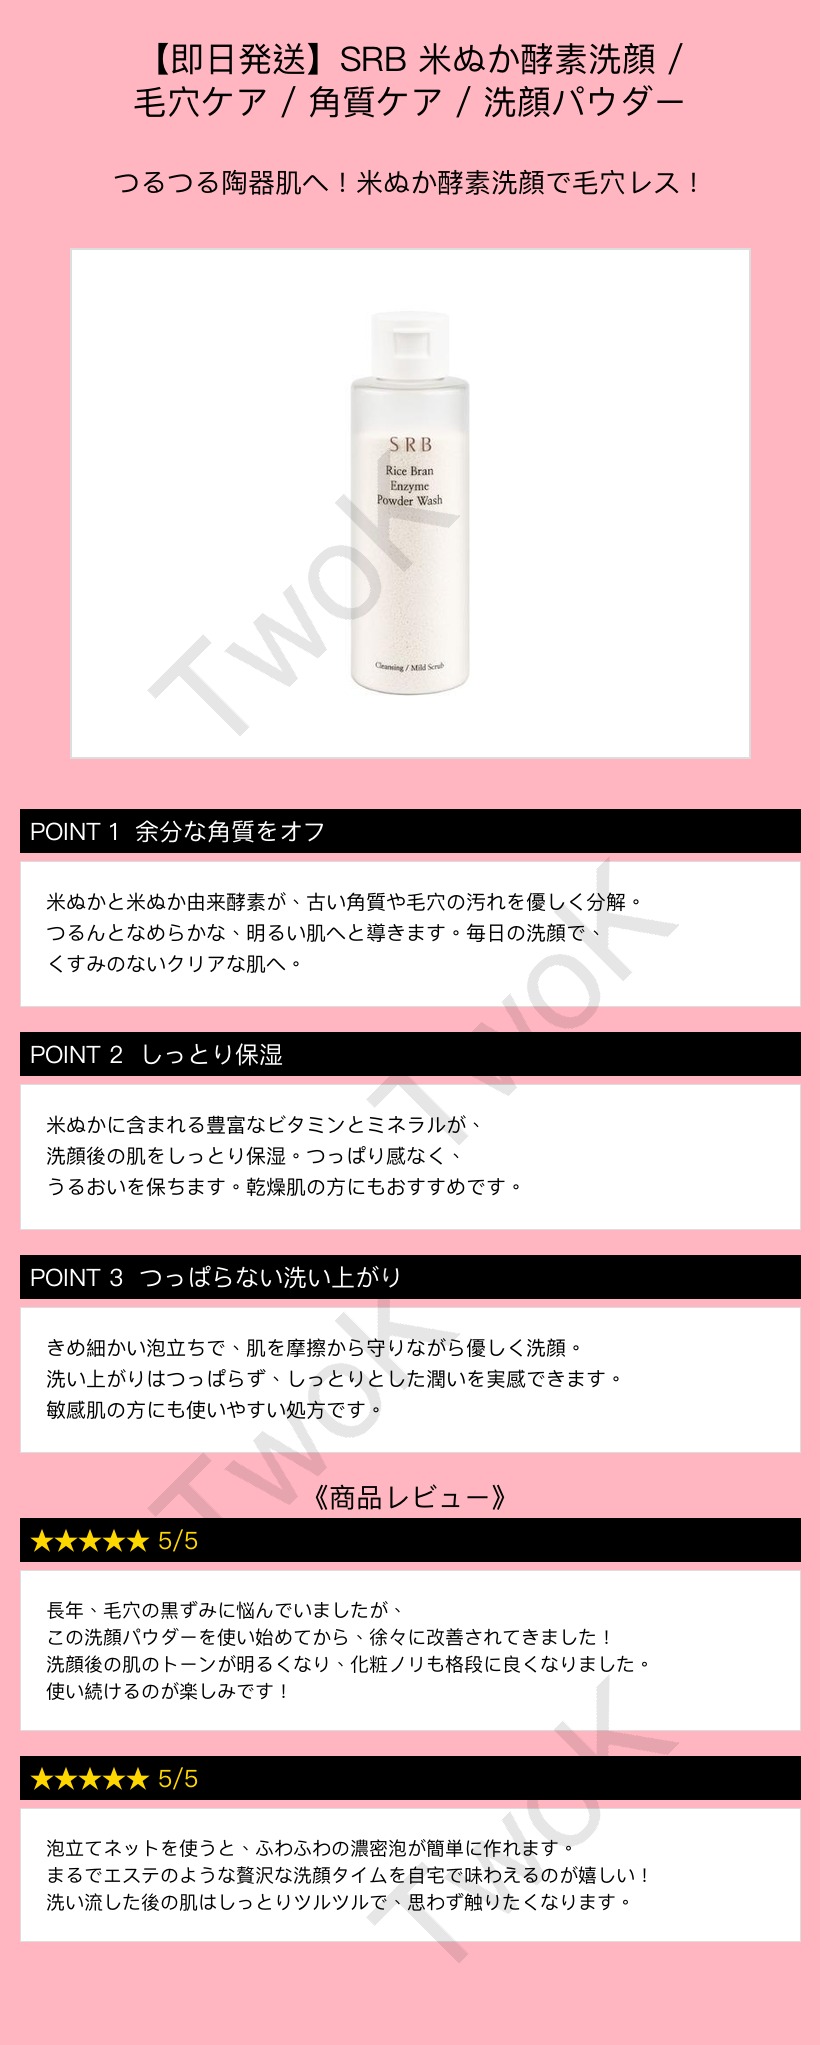 【即日発送】SRB 米ぬか酵素洗顔 /
毛穴ケア / 角質ケア / 洗顔パウダー
つるつる陶器肌へ！米ぬか酵素洗顔で毛穴レス！
SRB
Rice Bran
Enzyme
Powder Wash
Cleansing / Mild Scrub
TwoK
POINT 1 余分な角質をオフ
米ぬかと米ぬか由来酵素が、古い角質や毛穴の汚れを優しく分解。
つるんとなめらかな、明るい肌へと導きます。毎日の洗顔で、
くすみのないクリアな肌へ。
TwoK
POINT 2 しっとり保湿
米ぬかに含まれる豊富なビタミンとミネラルが、
洗顔後の肌をしっとり保湿。つっぱり感なく、
うるおいを保ちます。乾燥肌の方にもおすすめです。
POINT 3 つっぱらない洗い上がり
きめ細かい泡立ちで、肌を摩擦から守りながら優しく洗顔。
洗い上がりはつっぱらず、しっとりとした潤いを実感できます。
敏感肌の方にも使いやすい処方です。
TwoK
《商品レビュー》
★★★★★ 5/5
長年、毛穴の黒ずみに悩んでいましたが、
この洗顔パウダーを使い始めてから、徐々に改善されてきました！
洗顔後の肌のトーンが明るくなり、化粧ノリも格段に良くなりました。
使い続けるのが楽しみです！
★★★★★ 5/5
泡立てネットを使うと、ふわふわの濃密泡が簡単に作れます。
まるでエステのような贅沢な洗顔タイムを自宅で味わえるのが嬉しい！
洗い流した後の肌はしっとりツルツルで、思わず触りたくなります。
TwoK